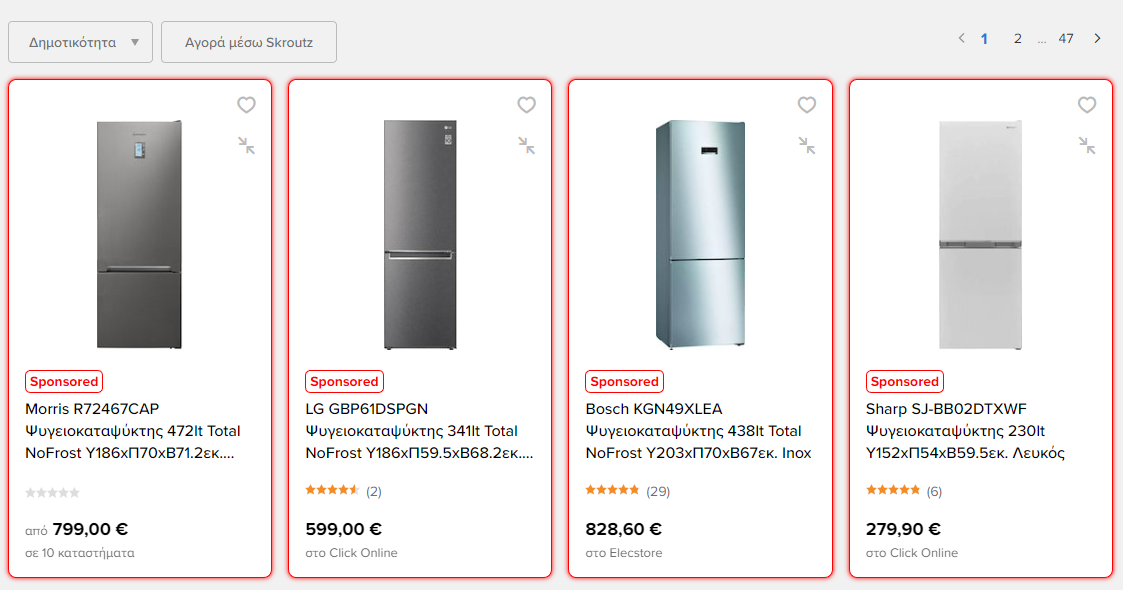 Δημοτικότητα
Αγορά μέσω Skroutz
1 2 ... 47
Sponsored
Morris R72467CAP
Ψυγειοκαταψύκτης 472lt Total
NoFrost Υ186xΠ70xΒ71.2εκ....
από 799,00 €
σε 10 καταστήματα
Sponsored
LG GBP61DSPGN
Ψυγειοκαταψύκτης 341lt Total
NoFrost Υ186xΠ59.5xΒ68.2εκ....
(2)
599,00 €
στο Click Online
Sponsored
Bosch KGN49XLEA
Ψυγειοκαταψύκτης 438lt Total
NoFrost Υ203xΠ70xΒ67εκ. Inox
(29)
828,60 €
στο Elecstore
Sponsored
Sharp SJ-BB02DTXWF
Ψυγειοκαταψύκτης 230lt
Υ152xΠ54xΒ59.5εκ. Λευκός
(6)
279,90 €
στο Click Online